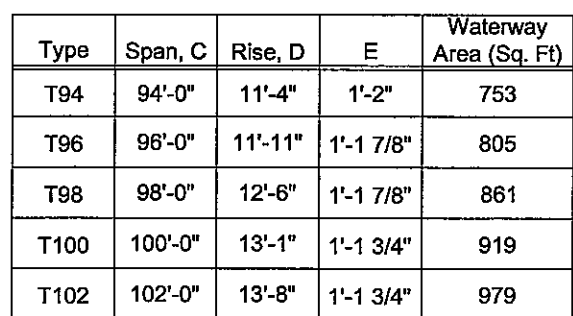 Type Span, C Rise, D E Waterway Area (Sq. Ft)
T94 94'-0" 11'-4" 1'-2" 753
T96 96'-0" 11'-11" 1'-1 7/8" 805
T98 98'-0" 12'-6" 1'-1 7/8" 861
T100 100'-0" 13'-1" 1'-1 3/4" 919
T102 102'-0" 13'-8" 1'-1 3/4" 979